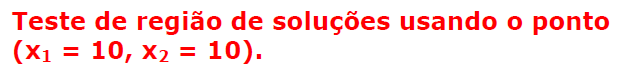 Teste de região de soluções usando o ponto
(x₁ = 10, x₂ = 10).